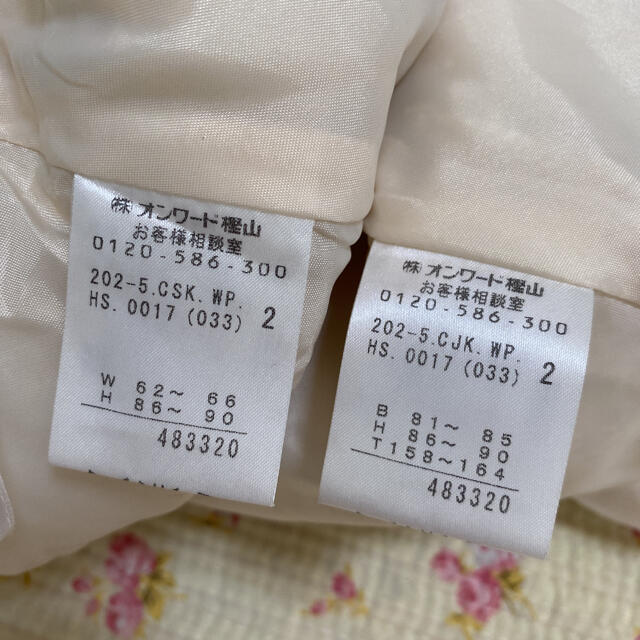 ㈱オンワード樫山
お客様相談室
0120-586-300
202-5.CSK.WP.
HS.0017(033) 2
W 62～ 66
H 86～ 90
483320
㈱オンワード樫山
お客様相談室
0120-586-300
202-5.CJK.WP.
HS.0017(033) 2
B 81～ 85
H 86～ 90
T158～164
483320